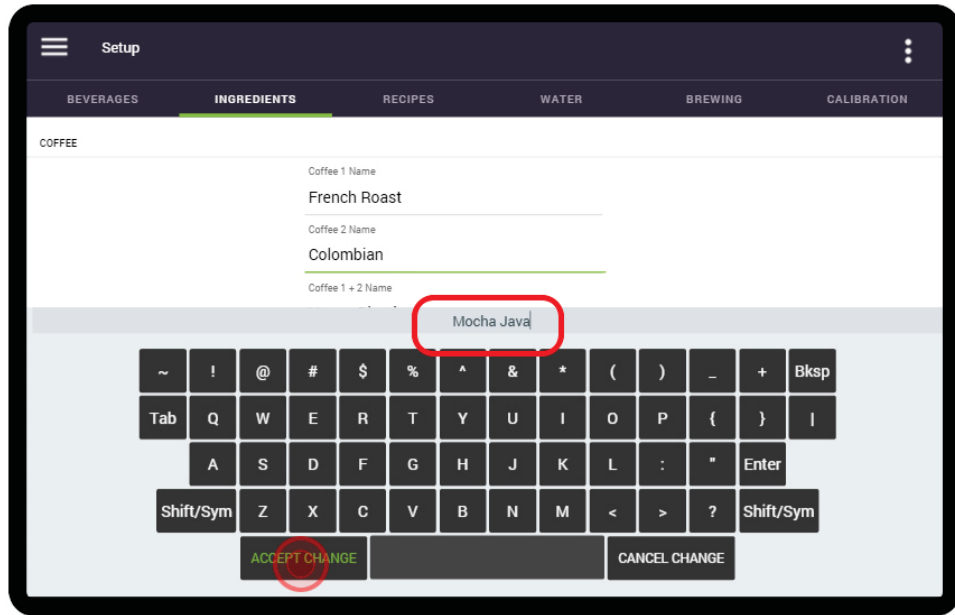 Setup
BEVERAGES INGREDIENTS RECIPES WATER BREWING CALIBRATION
COFFEE
Coffee 1 Name
French Roast
Coffee 2 Name
Colombian
Coffee 1 + 2 Name
Mocha Java
~ ! @ # $ % ^ & * ( ) _ + Bksp
Tab Q W E R T Y U I O P { } |
A S D F G H J K L : " Enter
Shift/Sym Z X C V B N M < > ? Shift/Sym
ACCEPT CHANGE CANCEL CHANGE